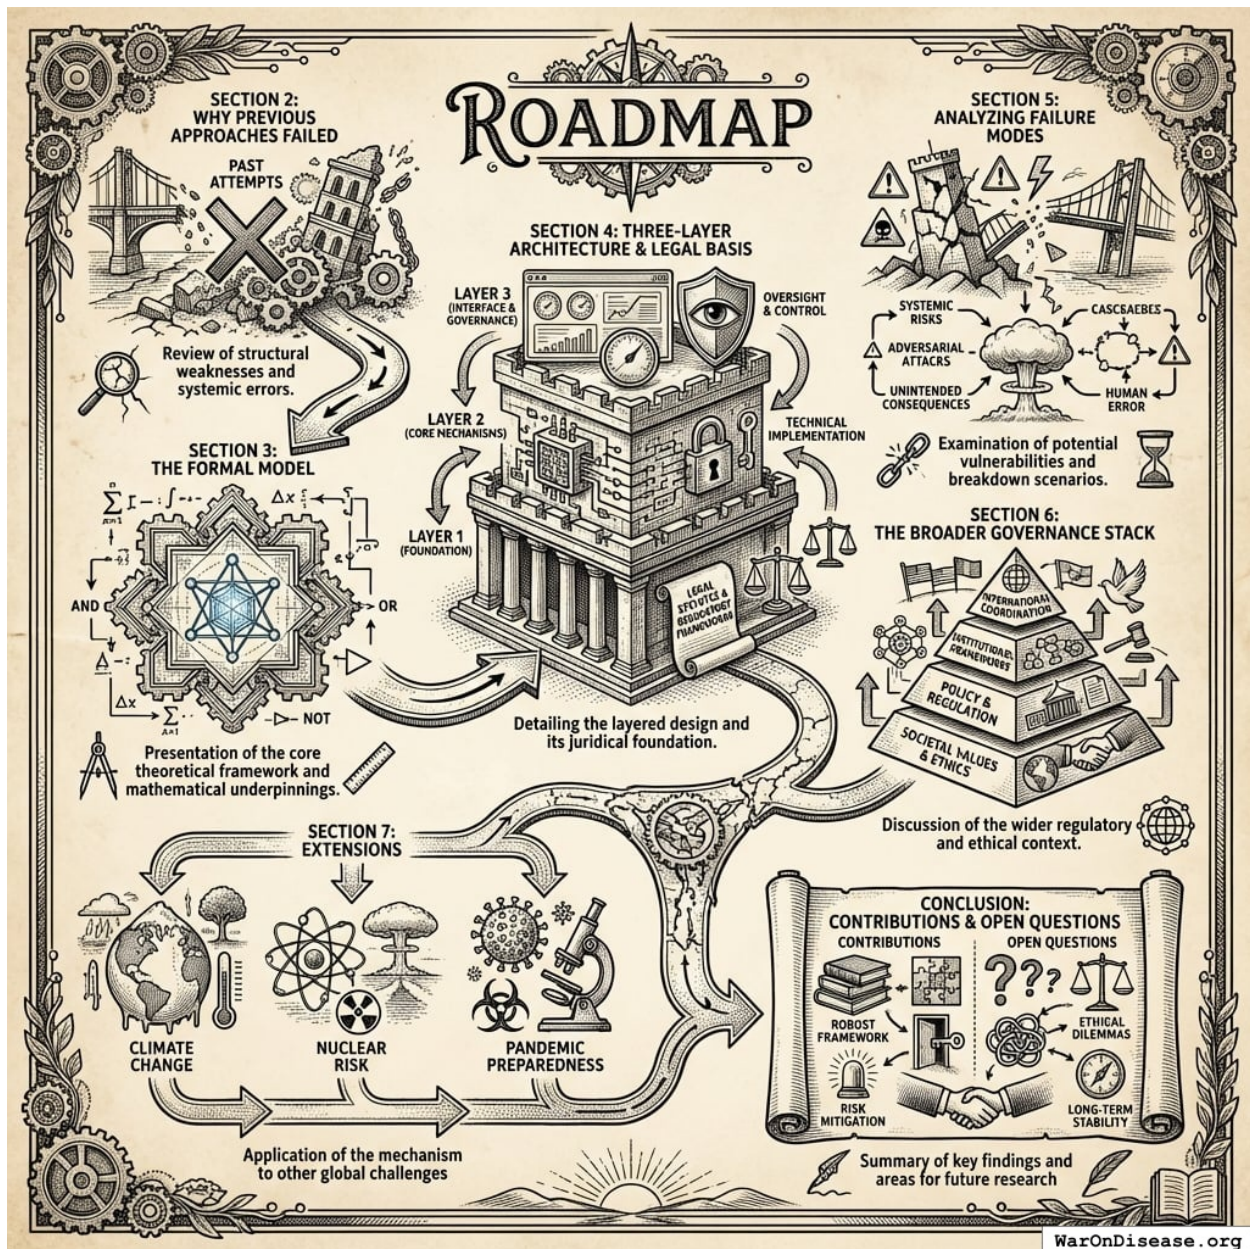 ROADMAP
SECTION 2:
WHY PREVIOUS
APPROACHES FAILED
PAST
ATTEMPTS
Review of structural
weaknesses and
systemic errors.
SECTION 3:
THE FORMAL MODEL
AND
OR
NOT
Δx
Δx
Presentation of the core
theoretical framework and
mathematical underpinnings.
SECTION 4: THREE-LAYER
ARCHITECTURE & LEGAL BASIS
LAYER 3
(INTERFACE &
GOVERNANCE)
OVERSIGHT
& CONTROL
LAYER 2
(CORE MECHANISNS)
TECHNICAL
IMPLEMENTATION
LAYER 1
(FOUNDATION)
LEGAL
Detailing the layered design and
its juridical foundation.
SECTION 5:
ANALYZING FAILURE
MODES
SYSTEMIC
RISKS
CASCBAEBES
ADVERSARIAL
ATTACRS
UNINTENDED
CONSEQUENCES
HUMAN
ERROR
Examination of potential
vulnerabilities and
breakdown scenarios.
SECTION 6:
THE BROADER GOVERNANCE STACK
INTERNATIONAL
COORDINATION
POLICY &
REGULATION
SOCIETAL VALUES
& ETHICS
Discussion of the wider regulatory
and ethical context.
SECTION 7:
EXTENSIONS
CLIMATE
CHANGE
NUCLEAR
RISK
PANDEMIC
PREPAREDNESS
Application of the mechanism
to other global challenges
CONCLUSION:
CONTRIBUTIONS & OPEN QUESTIONS
CONTRIBUTIONS
ROBOST
FRAMEWORK
RISK
MITIGATION
OPEN QUESTIONS
???
ETHICAL
DILEMMAS
LONG-TERM
STABILITY
Summary of key findings and
areas for future research
WarOnDisease.org